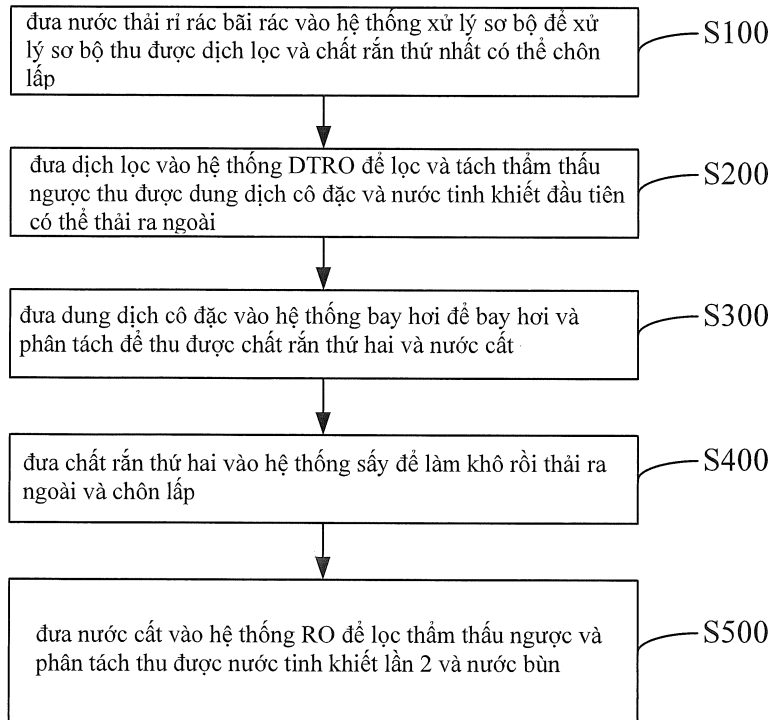 đưa nước thải rỉ rác bãi rác vào hệ thống xử lý sơ bộ để xử
lý sơ bộ thu được dịch lọc và chất rắn thứ nhất có thể chôn
lấp
S100
đưa dịch lọc vào hệ thống DTRO để lọc và tách thẩm thấu
ngược thu được dung dịch cô đặc và nước tinh khiết đầu tiên
có thể thải ra ngoài
S200
đưa dung dịch cô đặc vào hệ thống bay hơi để bay hơi và
phân tách để thu được chất rắn thứ hai và nước cất
S300
đưa chất rắn thứ hai vào hệ thống sấy để làm khô rồi thải ra
ngoài và chôn lấp
S400
đưa nước cất vào hệ thống RO để lọc thẩm thấu ngược và
phân tách thu được nước tinh khiết lần 2 và nước bùn
S500